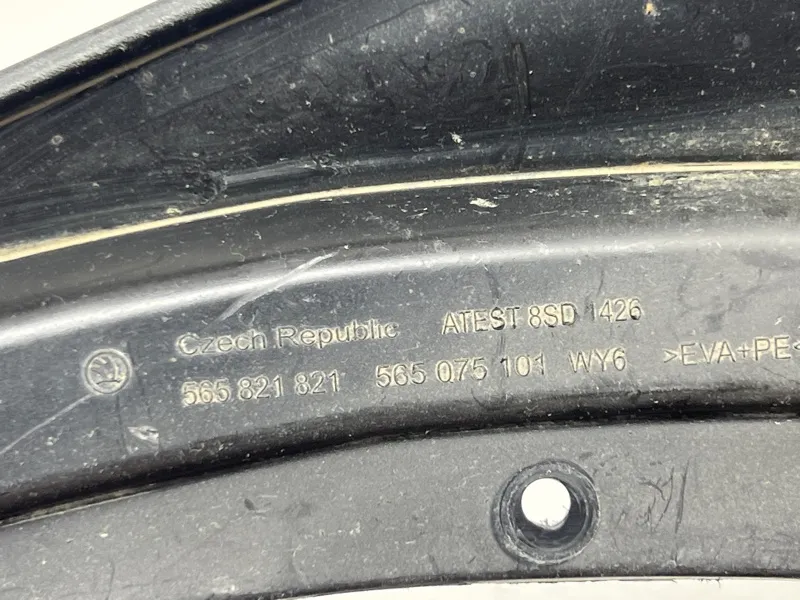 Czech Republic ATEST 8SD 1426
565 821 821 565 075 101 WY6 >EVA+PE<